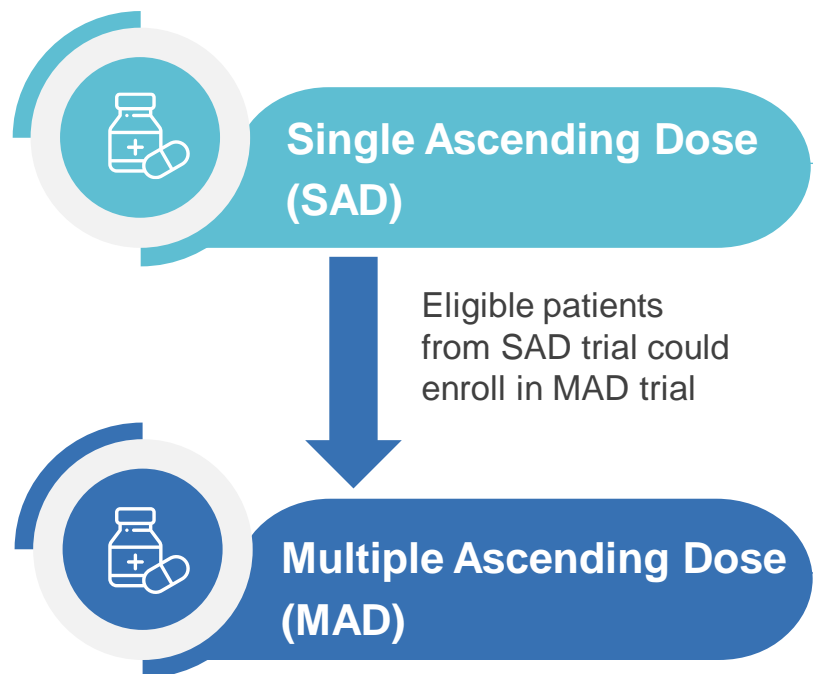 Single Ascending Dose
(SAD)
Eligible patients
from SAD trial could
enroll in MAD trial
Multiple Ascending Dose
(MAD)